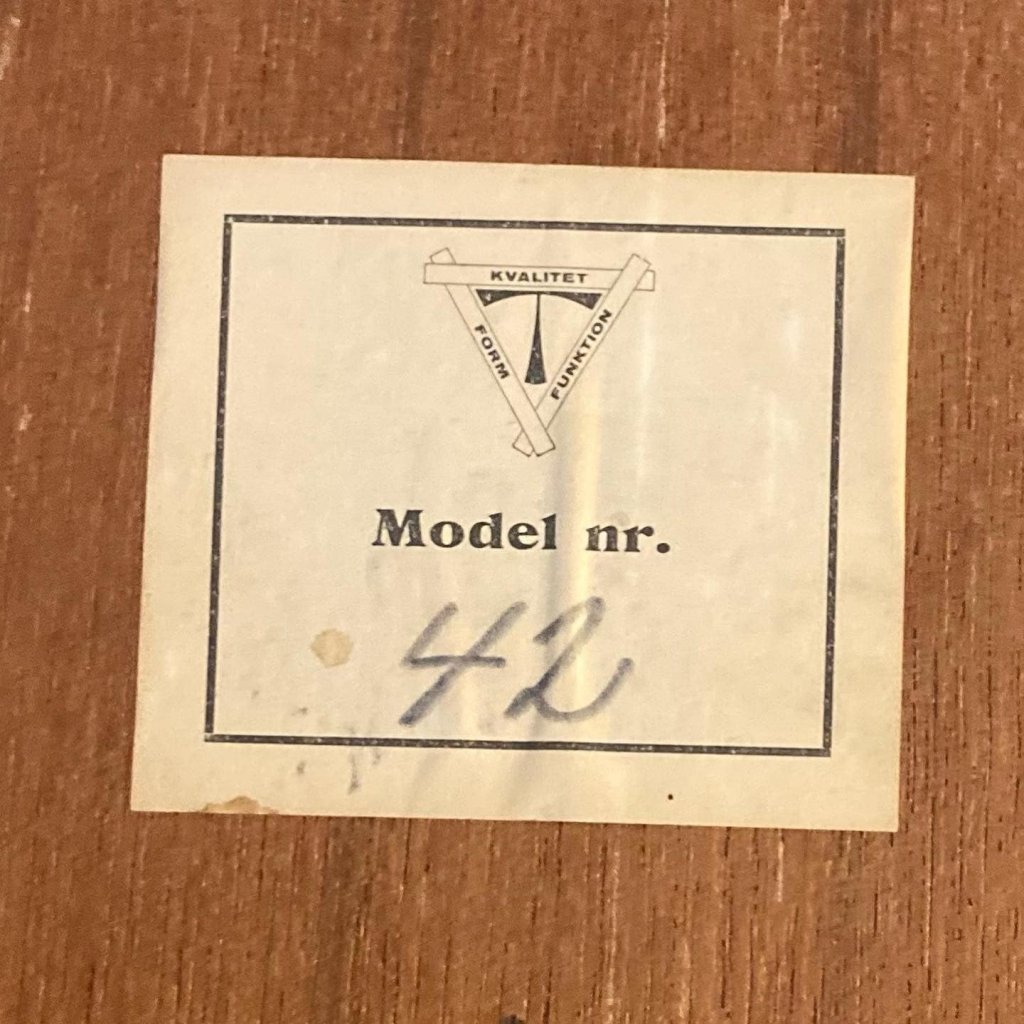 KVALITET
FORM
FUNKTION
Model nr.
42